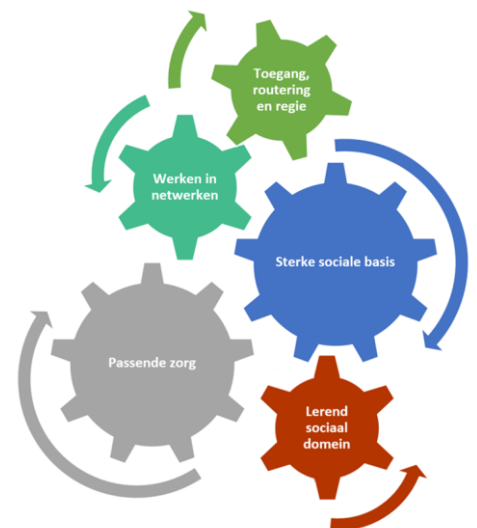 Toegang,
routering
en regie
Werken in
netwerken
Sterke sociale basis
Passende zorg
Lerend
sociaal
domein